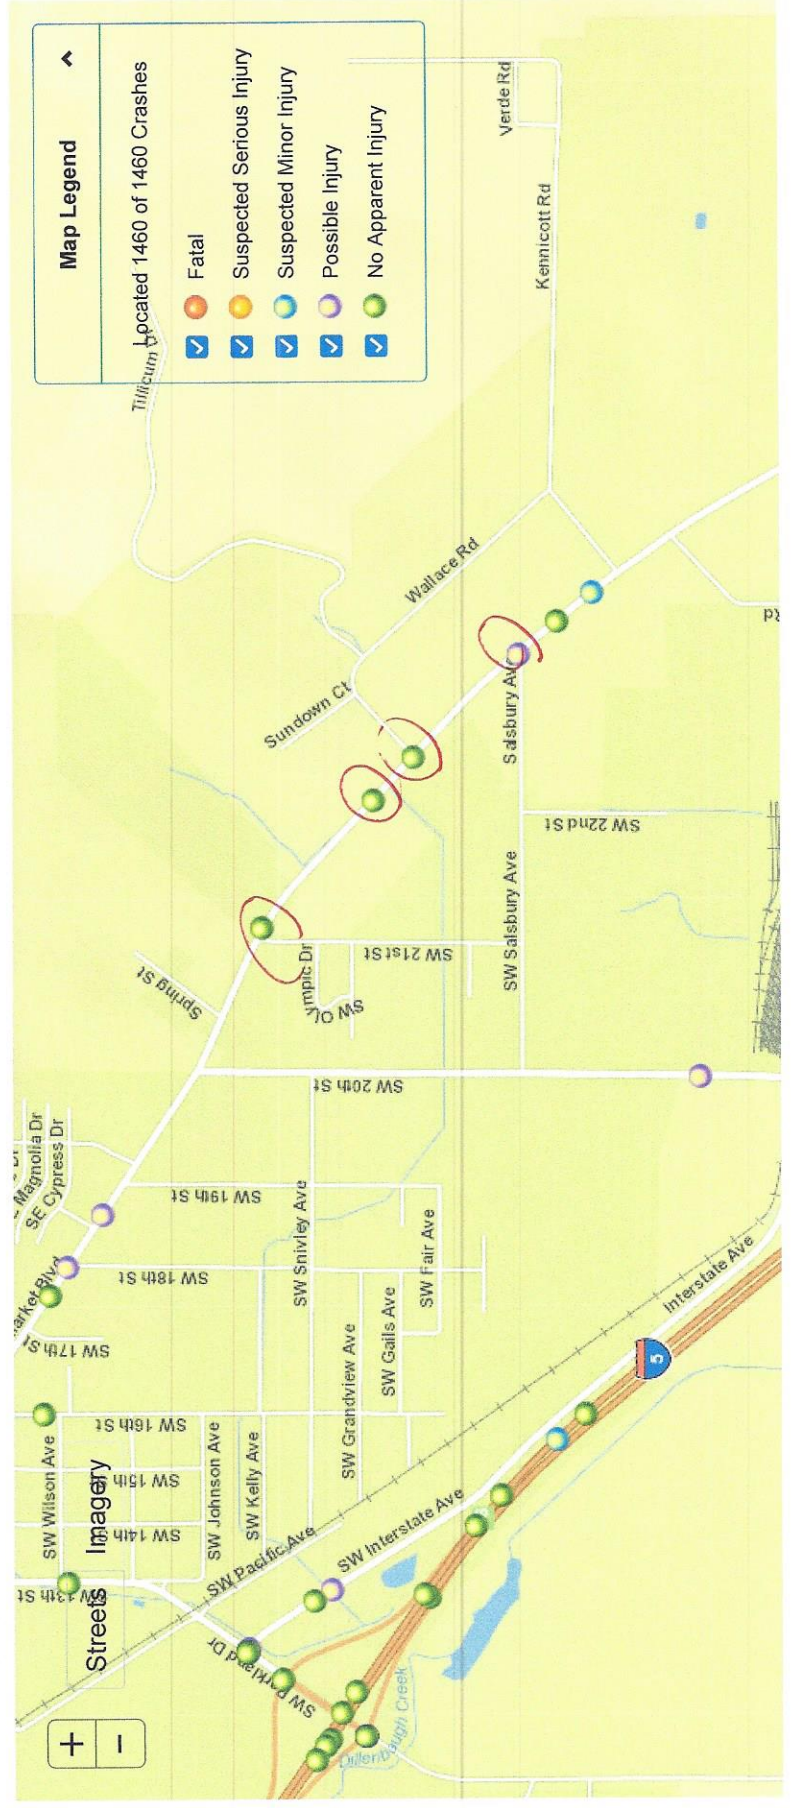 Map Legend
Located 1460 of 1460 Crashes
Fatal
Suspected Serious Injury
Suspected Minor Injury
Possible Injury
No Apparent Injury
Verde Rd
Kennicott Rd
Tillicum Dr
Wallace Rd
Sundown Ct
Salsbury Ave
SW 22nd St
SW Salsbury Ave
SW 21st St
SW Olympic Dr
Spring St
SW 20th St
Magnolia Dr
SE Cypress Dr
SW 19th St
SW Snivley Ave
SW Fair Ave
SW 18th St
arket Blvd
SW Gails Ave
Interstate Ave
SW 17th St
SW Grandview Ave
5
SW 16th St
SW Wilson Ave
SW 15th St
SW Johnson Ave
SW Kelly Ave
SW 14th St
SW Pacific Ave
SW Interstate Ave
SW 13th St
Streets
Imagery
SW Parkland Dr
Dillenbaugh Creek
Rd
+
−